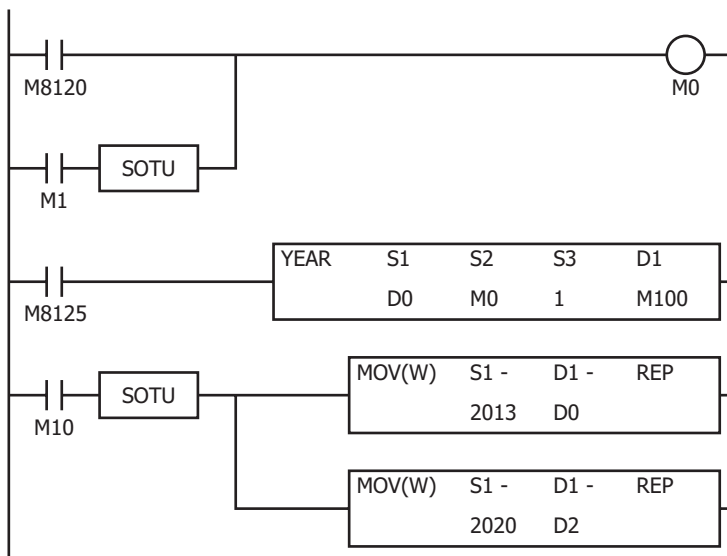 M8120
M0
SOTU
M1
YEAR S1 S2 S3 D1
D0 M0 1 M100
M8125
SOTU
M10
MOV(W) S1 - D1 - REP
2013 D0
MOV(W) S1 - D1 - REP
2020 D2